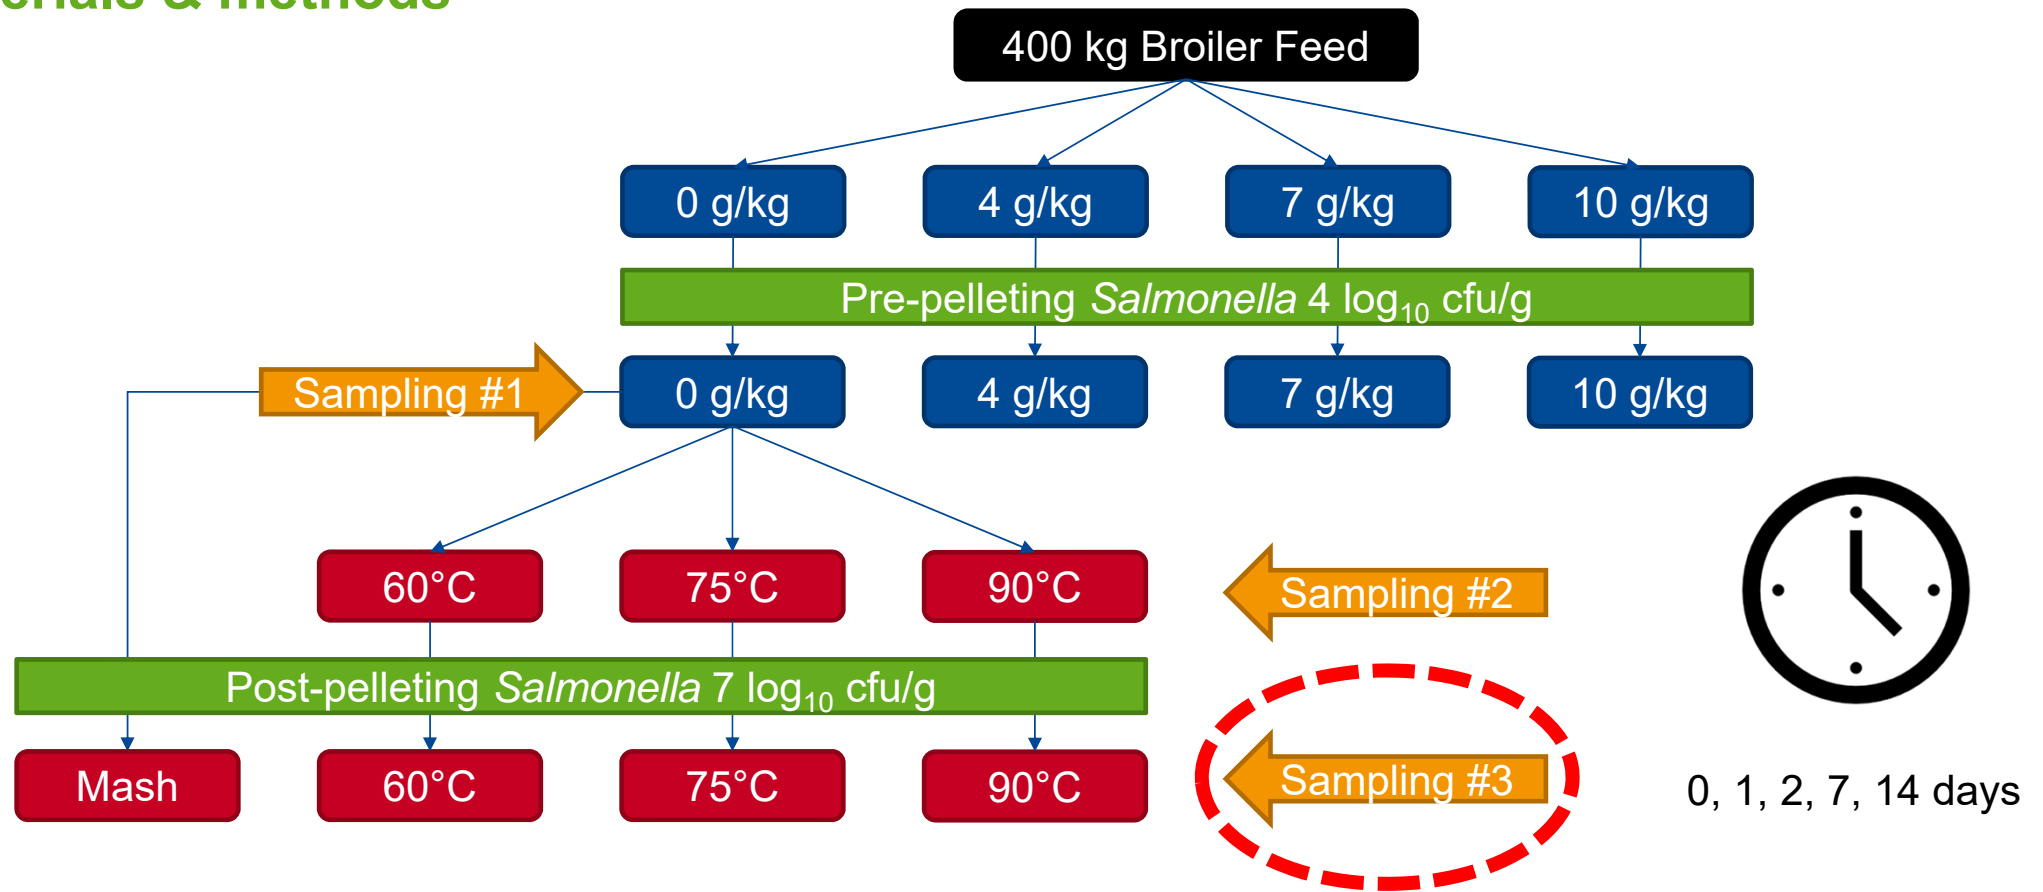 & methods
400 kg Broiler Feed
0 g/kg
4 g/kg
7 g/kg
10 g/kg
Pre-pelleting Salmonella 4 log10 cfu/g
Sampling #1
0 g/kg
4 g/kg
7 g/kg
10 g/kg
60°C
75°C
90°C
Sampling #2
Post-pelleting Salmonella 7 log10 cfu/g
Mash
60°C
75°C
90°C
Sampling #3
0, 1, 2, 7, 14 days